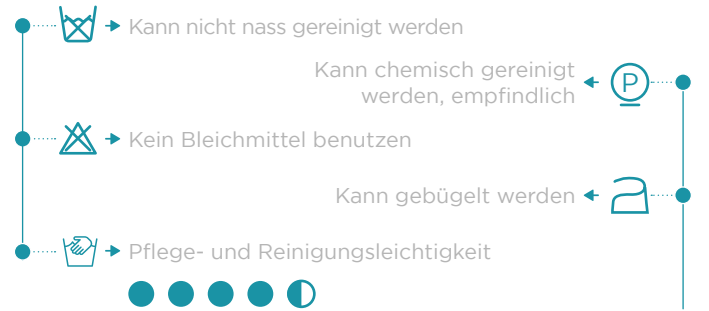 Kann nicht nass gereinigt werden
Kann chemisch gereinigt
werden, empfindlich
P
Kein Bleichmittel benutzen
Kann gebügelt werden
Pflege- und Reinigungsleichtigkeit